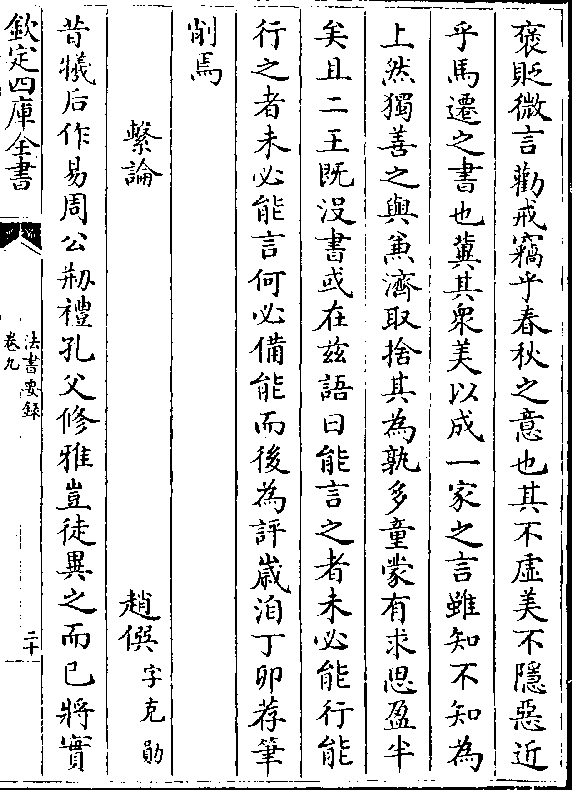 褒貶微言勸戒竊乎春秋之意也其不虛美不隱惡近
乎馬遷之書也冀其衆美以成一家之言雖知不知為
上然獨善之與兼濟取捨其為孰多童蒙有求思盈半
矣且二王既沒書或在兹語曰能言之者未必能行能
行之者未必能言何必備能而後為評嵗洎丁卯荐筆
削焉
繫論
趙僎字克勛
昔犧后作易周公刱禮孔父修雅豈徒異之而已將實
欽定四庫全書
法書要録
卷九
二十